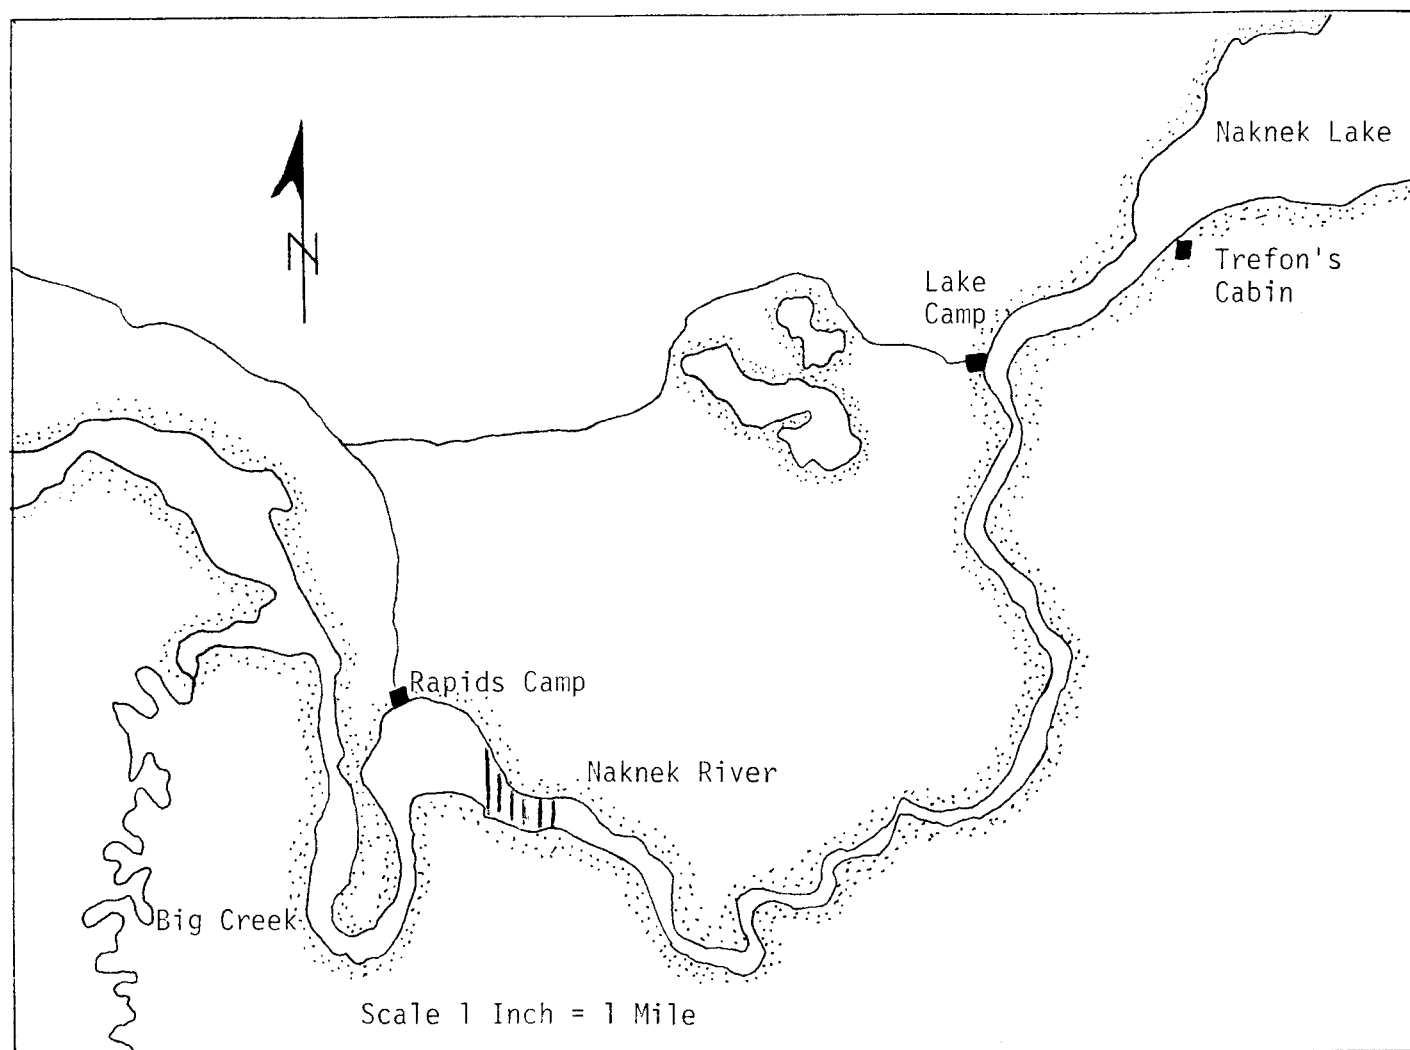 Naknek Lake
N
Trefon's
Cabin
Lake
Camp
Rapids Camp
Naknek River
Big Creek
Scale 1 Inch = 1 Mile